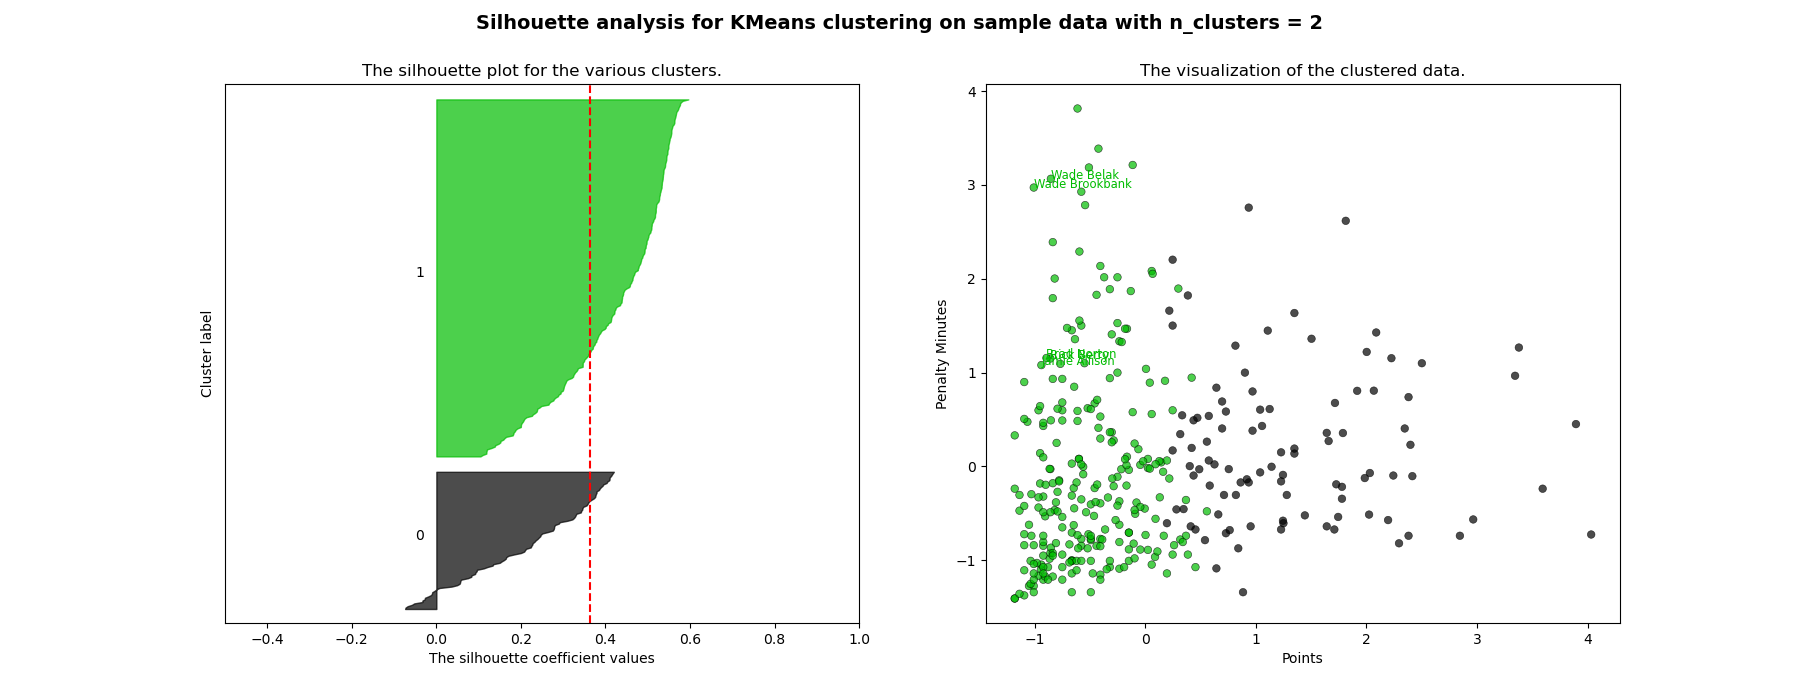 Silhouette analysis for KMeans clustering on sample data with n_clusters = 2
The silhouette plot for the various clusters.
Cluster label
1
0
−0.4
−0.2
0.0
0.2
0.4
0.6
0.8
1.0
The silhouette coefficient values
The visualization of the clustered data.
Penalty Minutes
4
3
2
1
0
−1
Wade Belak
Wade Brookbank
−1
0
1
2
3
4
Points